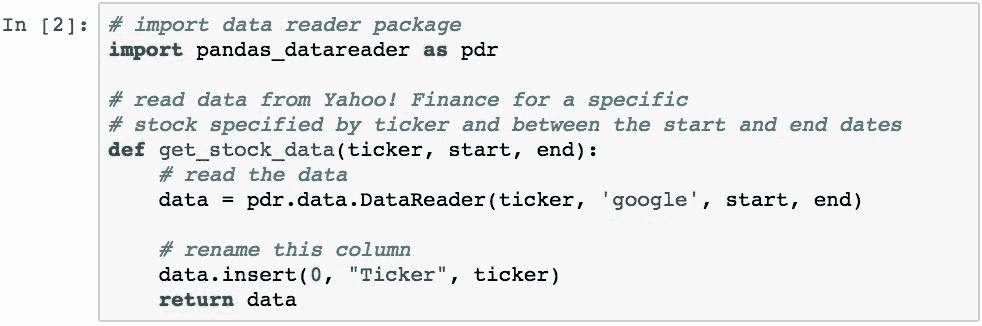 In [2]: # import data reader package
import pandas_datareader as pdr
# read data from Yahoo! Finance for a specific
# stock specified by ticker and between the start and end dates
def get_stock_data(ticker, start, end):
# read the data
data = pdr.data.DataReader(ticker, 'google', start, end)
# rename this column
data.insert(0, "Ticker", ticker)
return data